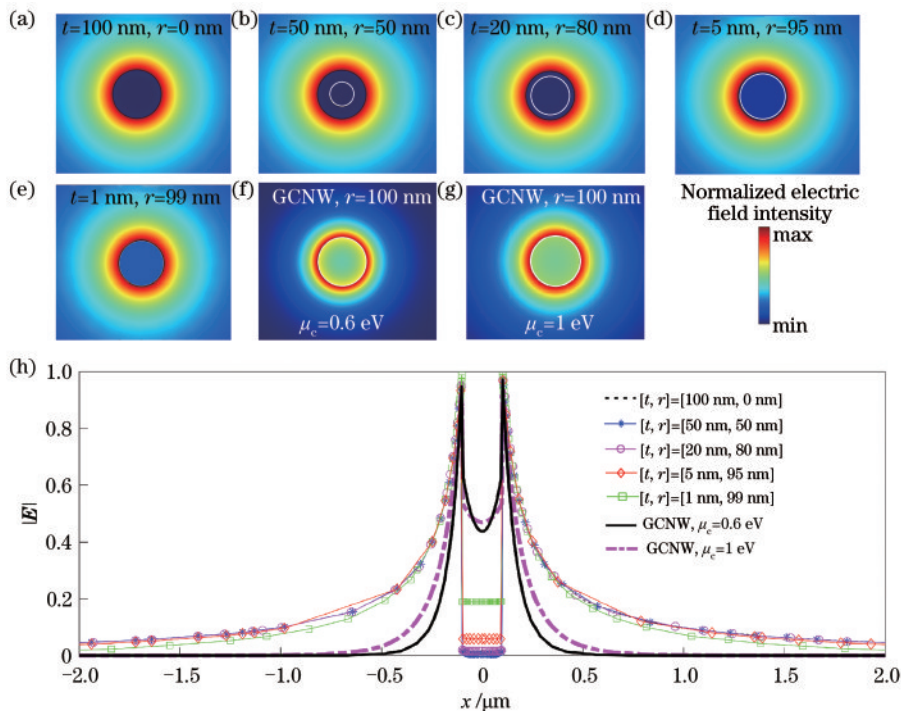 (a)
t=100 nm, r=0 nm
(b)
t=50 nm, r=50 nm
(c)
t=20 nm, r=80 nm
(d)
t=5 nm, r=95 nm
(e)
t=1 nm, r=99 nm
(f)
GCNW, r=100 nm
μc=0.6 eV
(g)
GCNW, r=100 nm
μc=1 eV
Normalized electric
field intensity
max
min
(h)
1.0
0.8
0.6
0.4
0.2
0
|E|
-2.0
-1.5
-1.0
-0.5
0
0.5
1.0
1.5
2.0
x /μm
[t, r]=[100 nm, 0 nm]
[t, r]=[50 nm, 50 nm]
[t, r]=[20 nm, 80 nm]
[t, r]=[5 nm, 95 nm]
[t, r]=[1 nm, 99 nm]
GCNW, μc=0.6 eV
GCNW, μc=1 eV